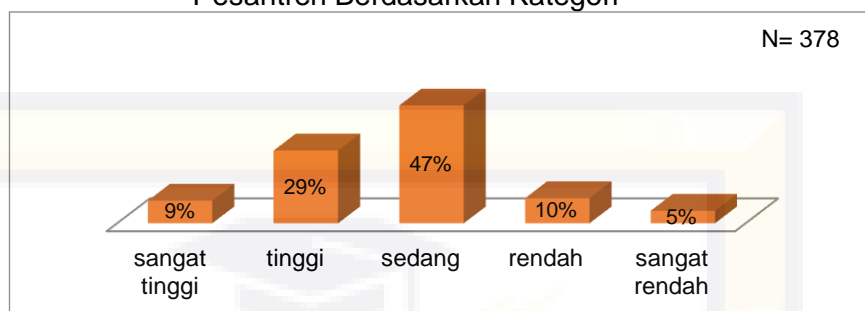 Pesantren Berdasarkan Kategori
N= 378
9%
29%
47%
10%
5%
sangat tinggi
tinggi
sedang
rendah
sangat rendah